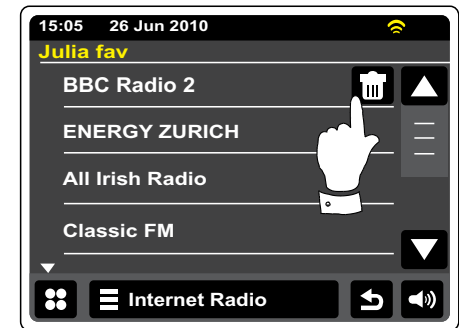 15:05 26 Jun 2010
Julia fav
BBC Radio 2
ENERGY ZURICH
All Irish Radio
Classic FM
Internet Radio